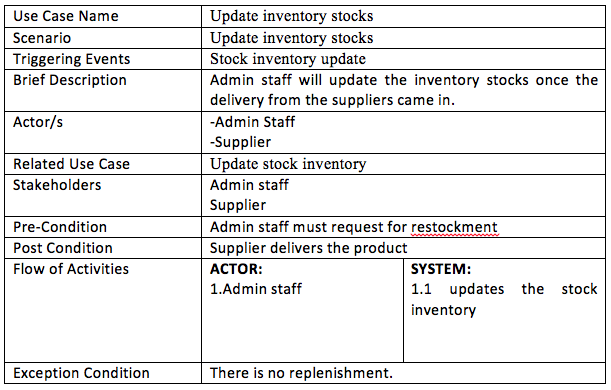 Use Case Name Update inventory stocks
Scenario Update inventory stocks
Triggering Events Stock inventory update
Brief Description Admin staff will update the inventory stocks once the
delivery from the suppliers came in.
Actor/s -Admin Staff
-Supplier
Related Use Case Update stock inventory
Stakeholders Admin staff
Supplier
Pre-Condition Admin staff must request for restockment
Post Condition Supplier delivers the product
Flow of Activities ACTOR: SYSTEM:
1.Admin staff 1.1 updates the stock
inventory
Exception Condition There is no replenishment.